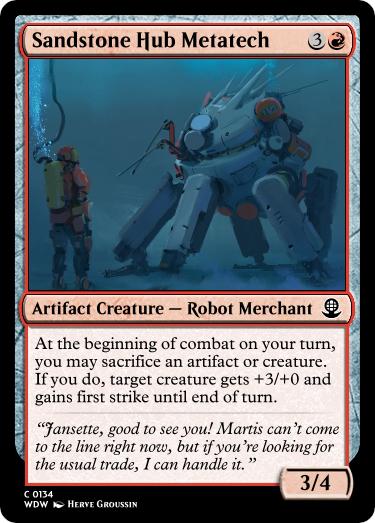 Sandstone Hub Metatech 3
Artifact Creature — Robot Merchant
At the beginning of combat on your turn,
you may sacrifice an artifact or creature.
If you do, target creature gets +3/+0 and
gains first strike until end of turn.
“Jansette, good to see you! Martis can’t come
to the line right now, but if you’re looking for
the usual trade, I can handle it.”
3/4
C 0134
WDW Herve Groussin